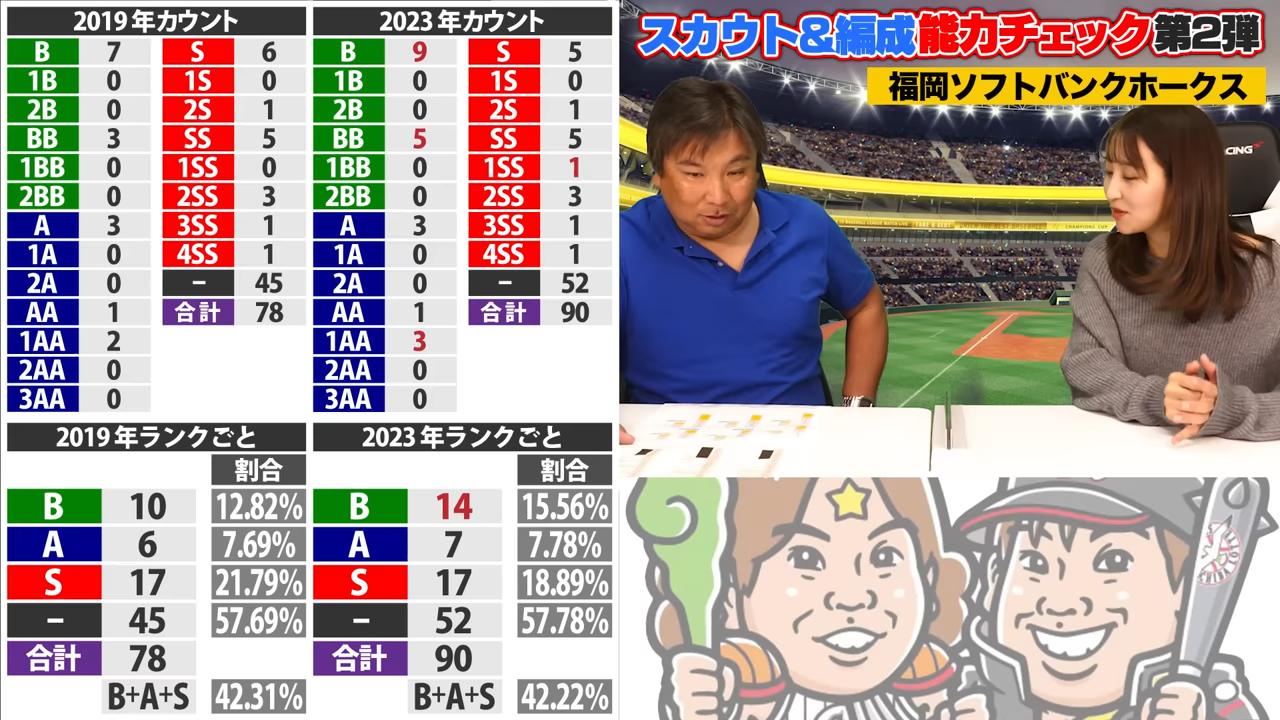 2019年カウント
B 7 S 6
1B 0 1S 0
2B 0 2S 1
BB 3 SS 5
1BB 0 1SS 0
2BB 0 2SS 3
A 3 3SS 1
1A 0 4SS 1
2A 0 － 45
AA 1 合計 78
1AA 2
2AA 0
3AA 0
2023年カウント
B 9 S 5
1B 0 1S 0
2B 0 2S 1
BB 5 SS 5
1BB 0 1SS 1
2BB 0 2SS 3
A 3 3SS 1
1A 0 4SS 1
2A 0 － 52
AA 1 合計 90
1AA 3
2AA 0
3AA 0
2019年ランクごと
割合
B 10 12.82%
A 6 7.69%
S 17 21.79%
－ 45 57.69%
合計 78
B+A+S 42.31%
2023年ランクごと
割合
B 14 15.56%
A 7 7.78%
S 17 18.89%
－ 52 57.78%
合計 90
B+A+S 42.22%
スカウト&編成能力チェック第2弾
福岡ソフトバンクホークス
CING
CHAMPIONS CUP